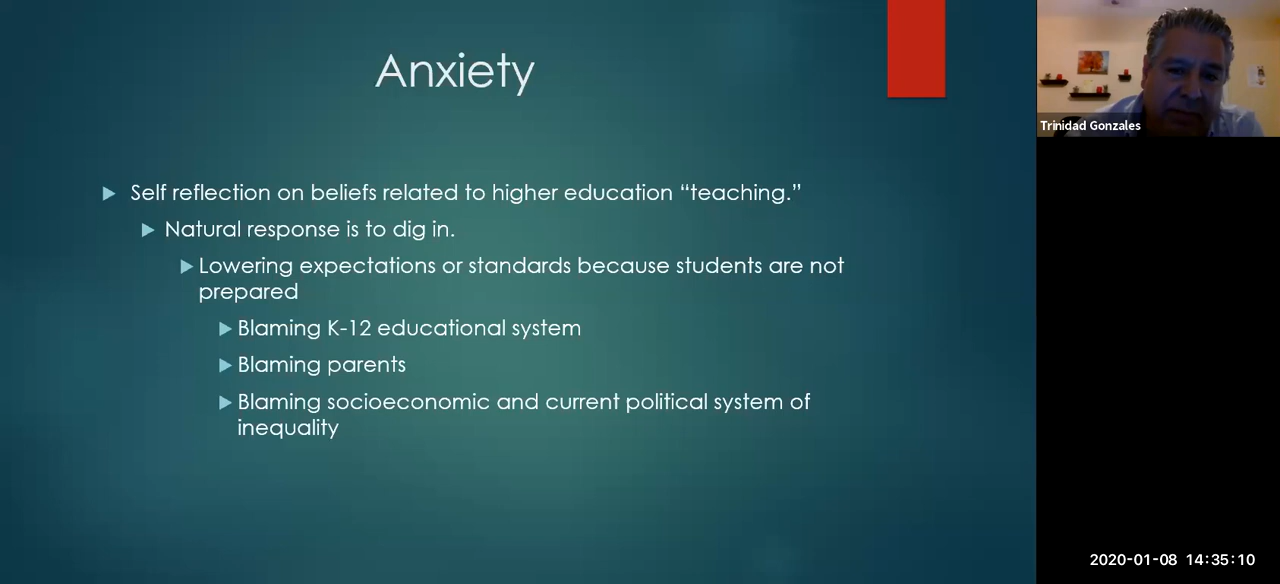 Anxiety
Self reflection on beliefs related to higher education “teaching.”
Natural response is to dig in.
Lowering expectations or standards because students are not
prepared
Blaming K-12 educational system
Blaming parents
Blaming socioeconomic and current political system of
inequality
Trinidad Gonzales
2020-01-08 14:35:10